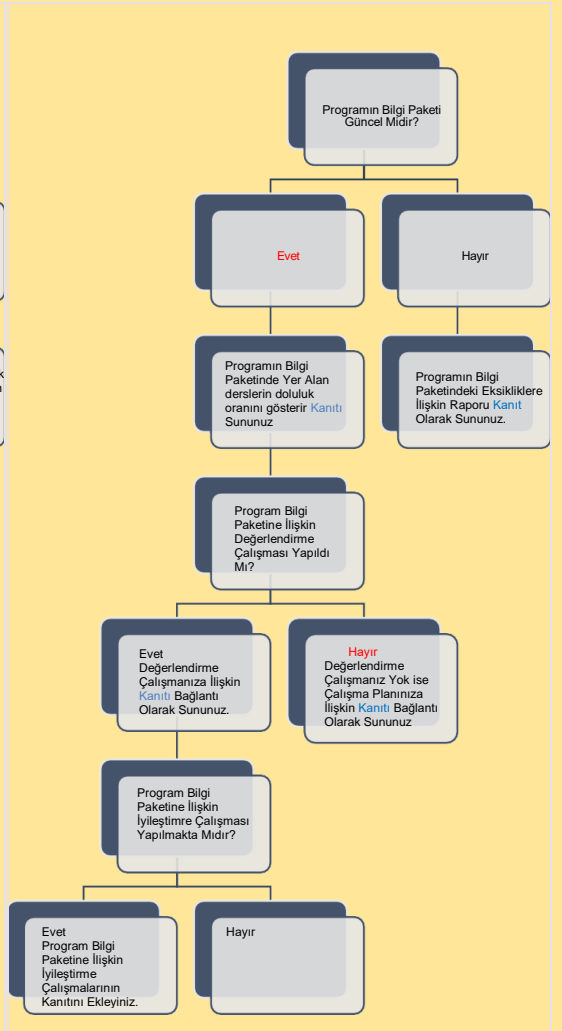 Programın Bilgi Paketi
Güncel Midir?
Evet
Hayır
Programın Bilgi
Paketinde Yer Alan
derslerin doluluk
oranını gösterir Kanıtı
Sununuz
Programın Bilgi
Paketindeki Eksikliklere
İlişkin Raporu Kanıt
Olarak Sununuz.
Program Bilgi
Paketine İlişkin
Değerlendirme
Çalışması Yapıldı
Mı?
Evet
Değerlendirme
Çalışmanıza İlişkin
Kanıtı Bağlantı
Olarak Sununuz.
Hayır
Değerlendirme
Çalışmanız Yok ise
Çalışma Planınıza
İlişkin Kanıtı Bağlantı
Olarak Sununuz
Program Bilgi
Paketine İlişkin
İyileştimre Çalışması
Yapılmakta Mıdır?
Evet
Program Bilgi
Paketine İlişkin
İyileştirme
Çalışmalarının
Kanıtını Ekleyiniz.
Hayır